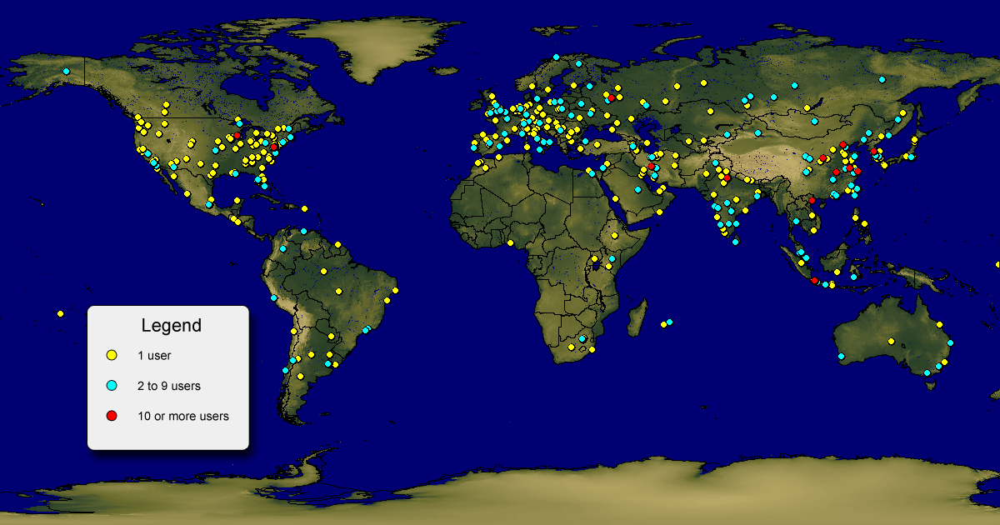 Legend
1 user
2 to 9 users
10 or more users